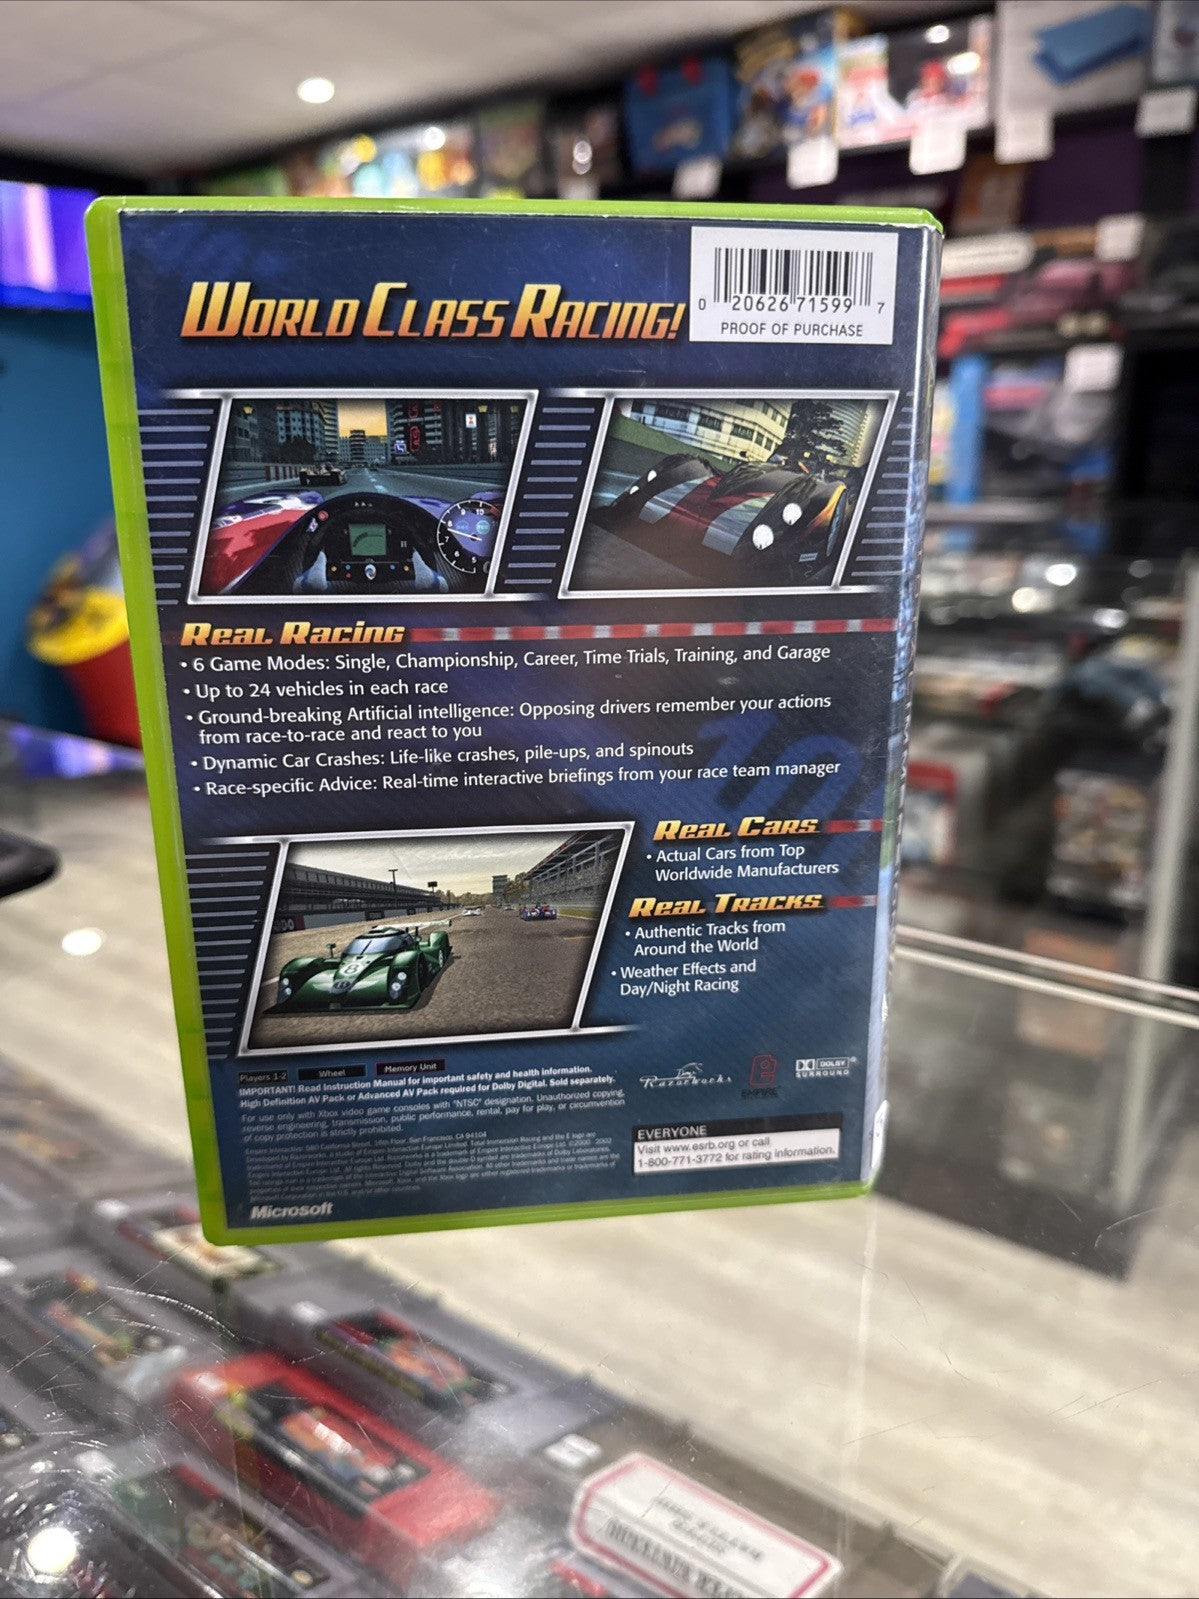 WORLD CLASS RACING!
0 20626 71599 7
PROOF OF PURCHASE
REAL RACING
• 6 Game Modes: Single, Championship, Career, Time Trials, Training, and Garage
• Up to 24 vehicles in each race
• Ground-breaking Artificial intelligence: Opposing drivers remember your actions
from race-to-race and react to you
• Dynamic Car Crashes: Life-like crashes, pile-ups, and spinouts
• Race-specific Advice: Real-time interactive briefings from your race team manager
REAL CARS
• Actual Cars from Top
Worldwide Manufacturers
REAL TRACKS
• Authentic Tracks from
Around the World
• Weather Effects and
Day/Night Racing
8
Players 1-2 Wheel Memory Unit
IMPORTANT! Read Instruction Manual for important safety and health information.
High Definition AV Pack or Advanced AV Pack required for Dolby Digital. Sold separately.
For use only with Xbox video game consoles with "NTSC" designation. Unauthorized copying,
reverse engineering, transmission, public performance, rental, pay for play, or circumvention
of copy protection is strictly prohibited.
Razorworks
EMPIRE
DOLBY
SURROUND
EVERYONE
Visit www.esrb.org or call
1-800-771-3772 for rating information.
Microsoft